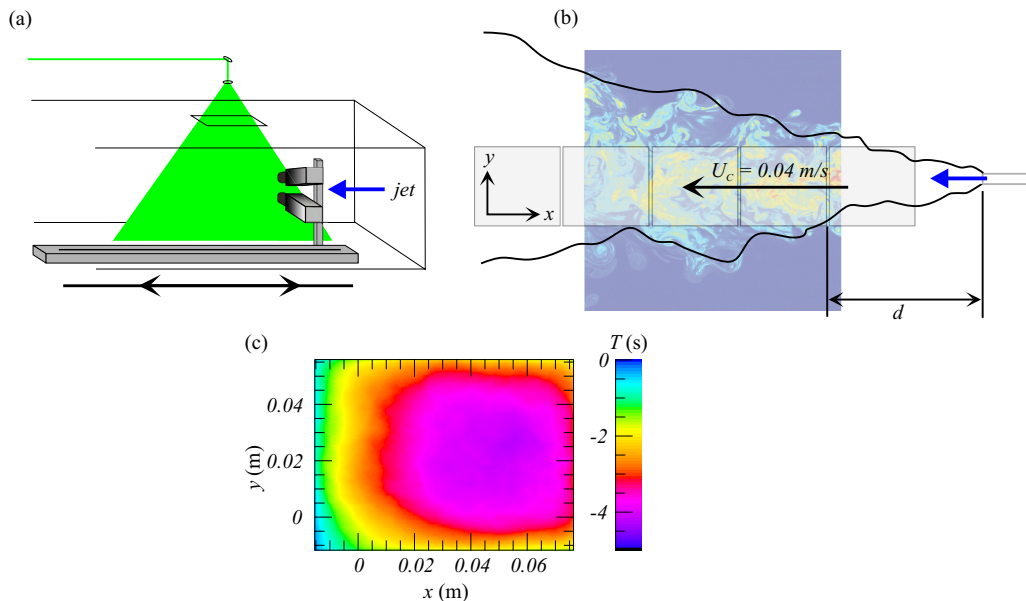 (a)
jet
(b)
y
x
U_C = 0.04 m/s
d
(c)
T (s)
0
-2
-4
0.04
0.02
0
y (m)
0 0.02 0.04 0.06
x (m)